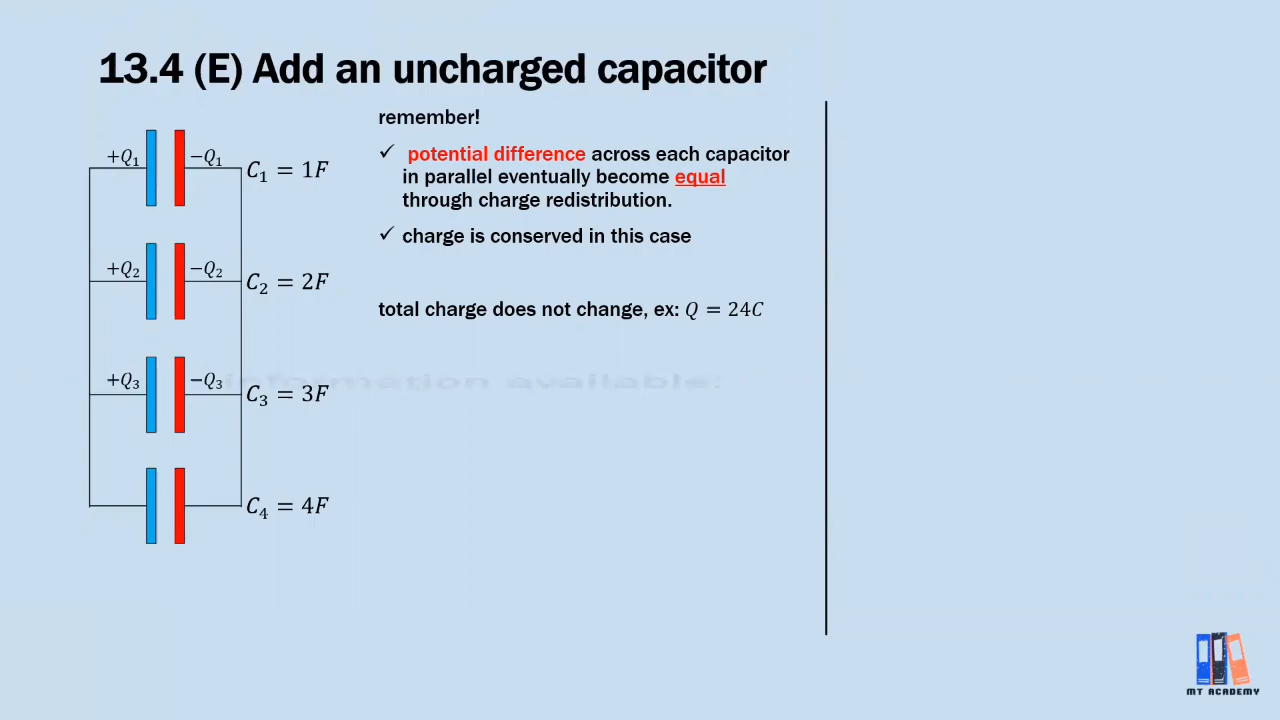 13.4 (E) Add an uncharged capacitor
remember!
✓ potential difference across each capacitor
in parallel eventually become equal
through charge redistribution.
✓ charge is conserved in this case
total charge does not change, ex: Q = 24C
+Q₁ −Q₁ C₁ = 1F
+Q₂ −Q₂ C₂ = 2F
+Q₃ −Q₃ C₃ = 3F
C₄ = 4F
information available:
MT ACADEMY